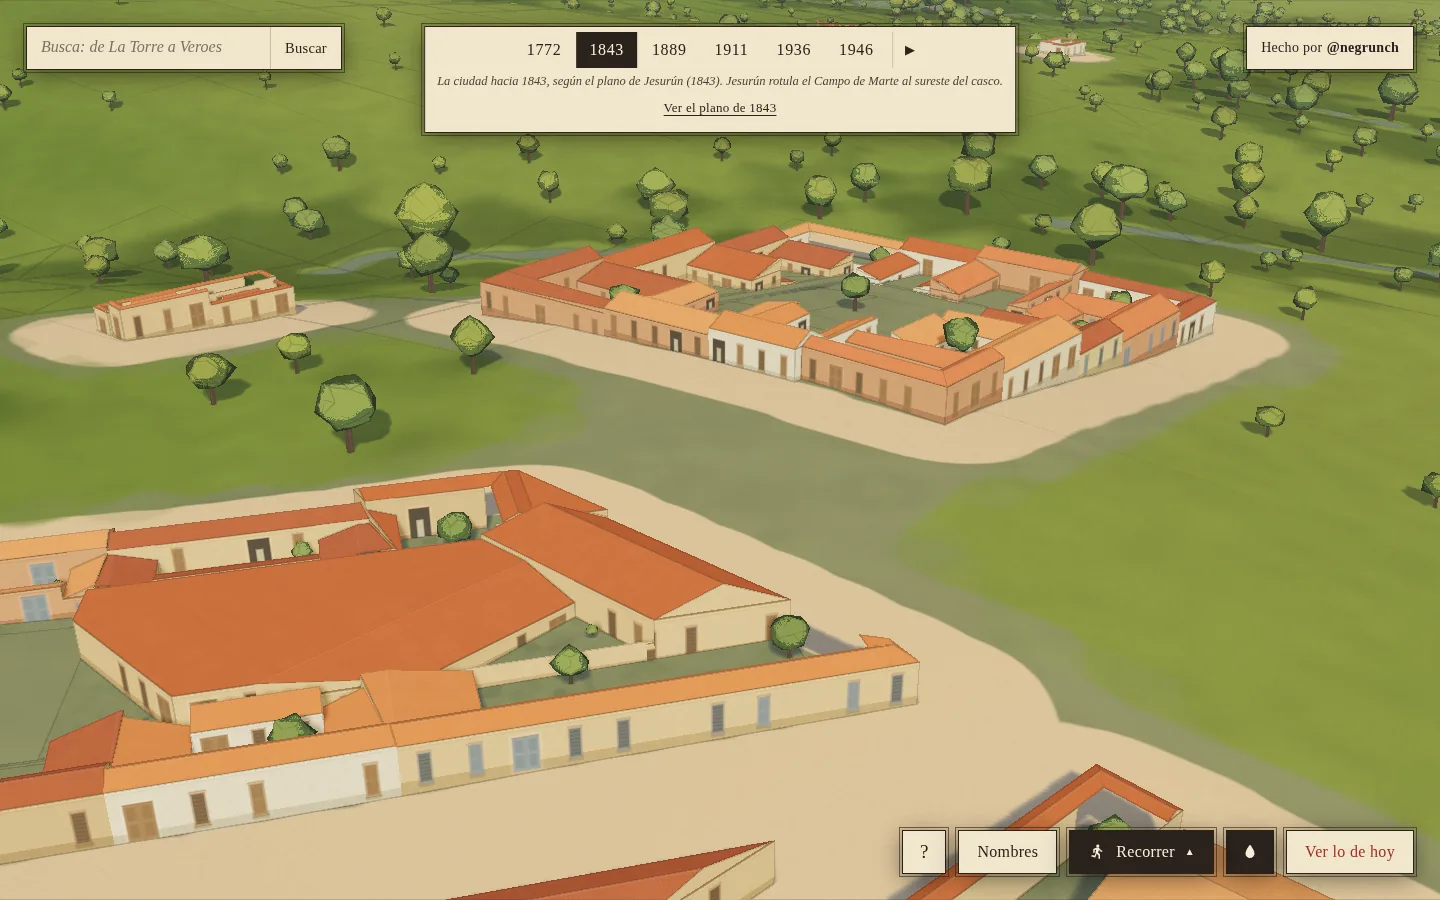 Busca: de La Torre a Veroes
Buscar
1772 1843 1889 1911 1936 1946 ▶
La ciudad hacia 1843, según el plano de Jesurún (1843). Jesurún rotula el Campo de Marte al sureste del casco.
Ver el plano de 1843
Hecho por @negrunch
?
Nombres
Recorrer ▲
Ver lo de hoy